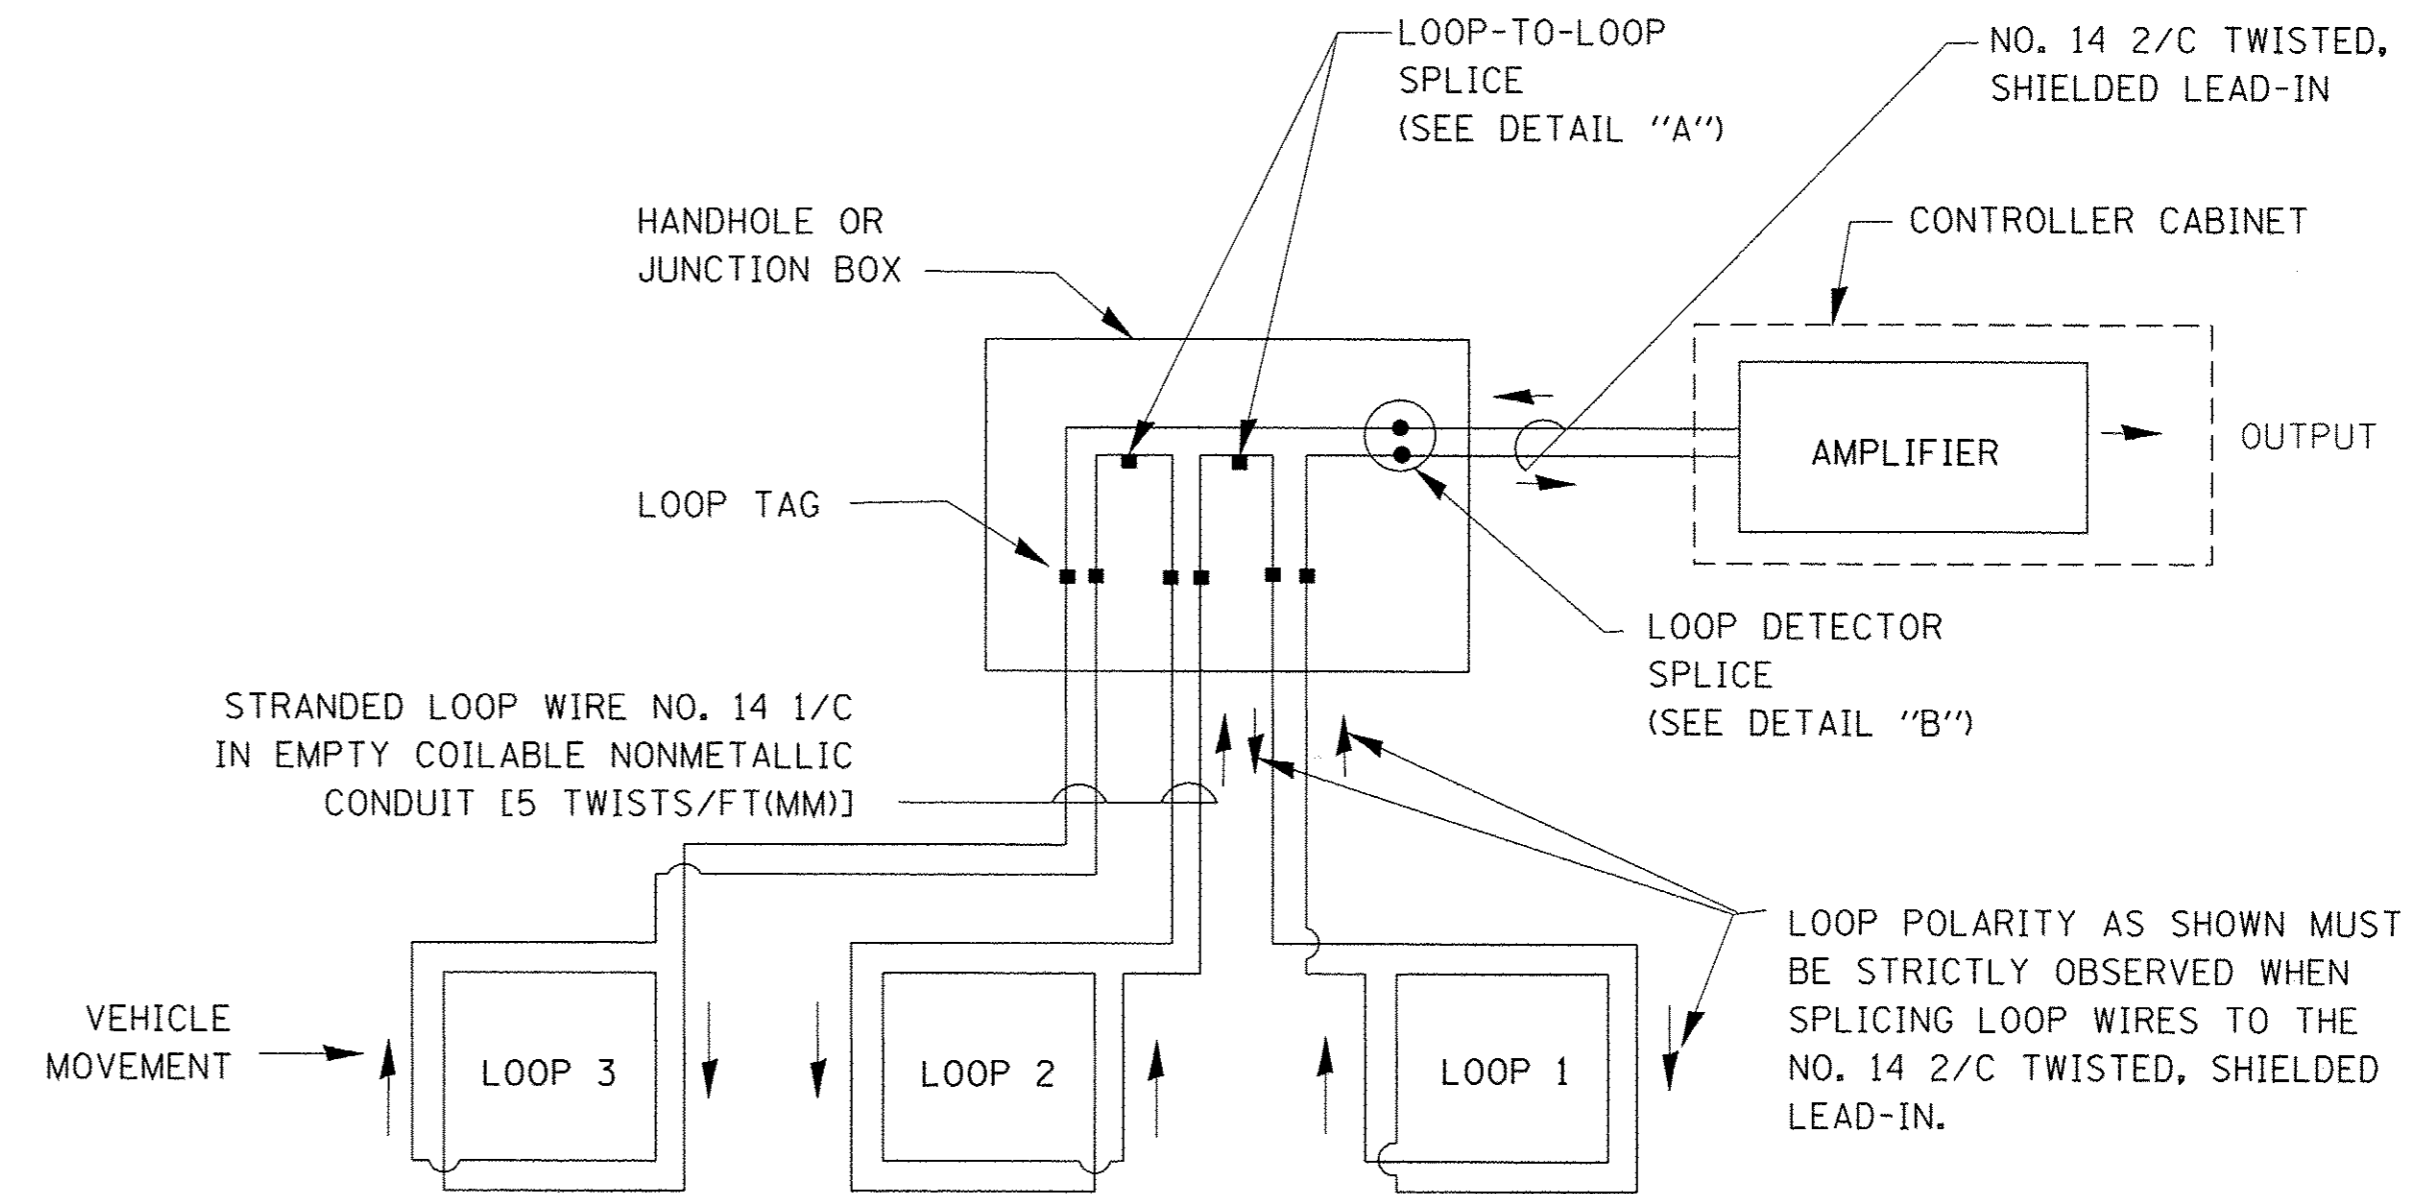 LOOP-TO-LOOP
SPLICE
(SEE DETAIL "A")
NO. 14 2/C TWISTED,
SHIELDED LEAD-IN
HANDHOLE OR
JUNCTION BOX
CONTROLLER CABINET
AMPLIFIER
OUTPUT
LOOP TAG
LOOP DETECTOR
SPLICE
(SEE DETAIL "B")
STRANDED LOOP WIRE NO. 14 1/C
IN EMPTY COILABLE NONMETALLIC
CONDUIT [5 TWISTS/FT(MM)]
LOOP POLARITY AS SHOWN MUST
BE STRICTLY OBSERVED WHEN
SPLICING LOOP WIRES TO THE
NO. 14 2/C TWISTED, SHIELDED
LEAD-IN.
VEHICLE
MOVEMENT
LOOP 3
LOOP 2
LOOP 1